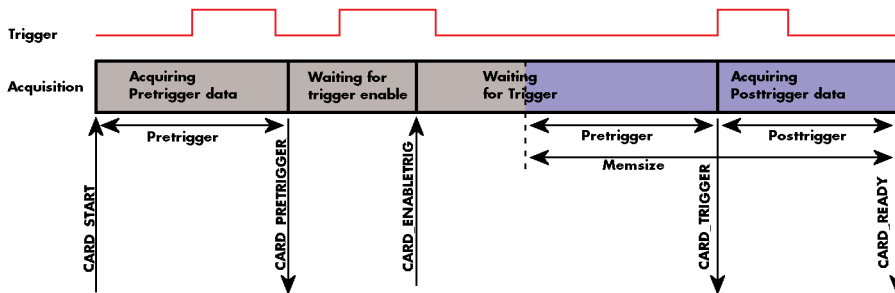 Trigger
Acquisition
Acquiring
Pretrigger data
Waiting for
trigger enable
Waiting
for Trigger
Acquiring
Posttrigger data
Pretrigger
Pretrigger
Posttrigger
Memsize
CARD_START
CARD_PRETRIGGER
CARD_ENABLETRIG
CARD_TRIGGER
CARD_READY